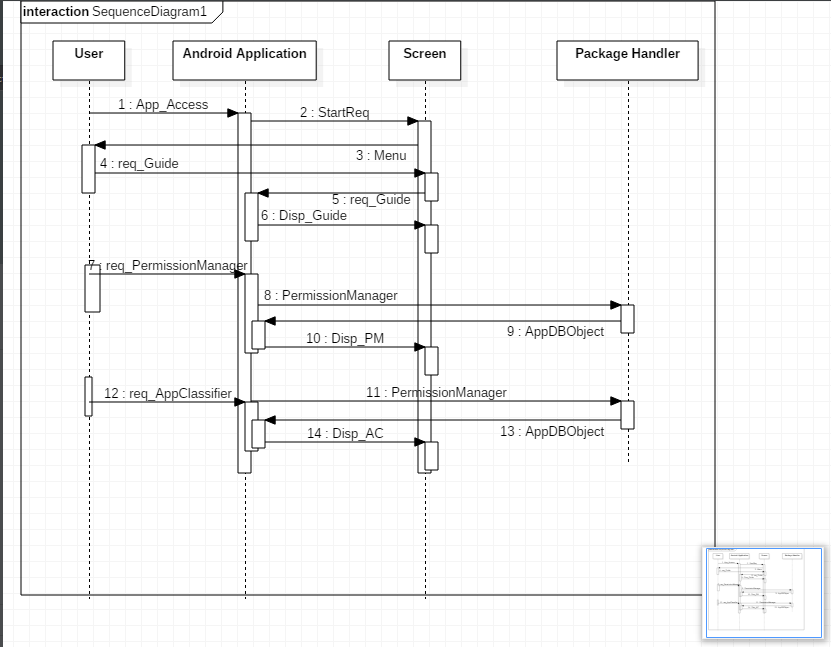 interaction SequenceDiagram1
User
Android Application
Screen
Package Handler
1 : App_Access
2 : StartReq
3 : Menu
4 : req_Guide
5 : req_Guide
6 : Disp_Guide
7 : req_PermissionManager
8 : PermissionManager
9 : AppDBObject
10 : Disp_PM
12 : req_AppClassifier
11 : PermissionManager
13 : AppDBObject
14 : Disp_AC